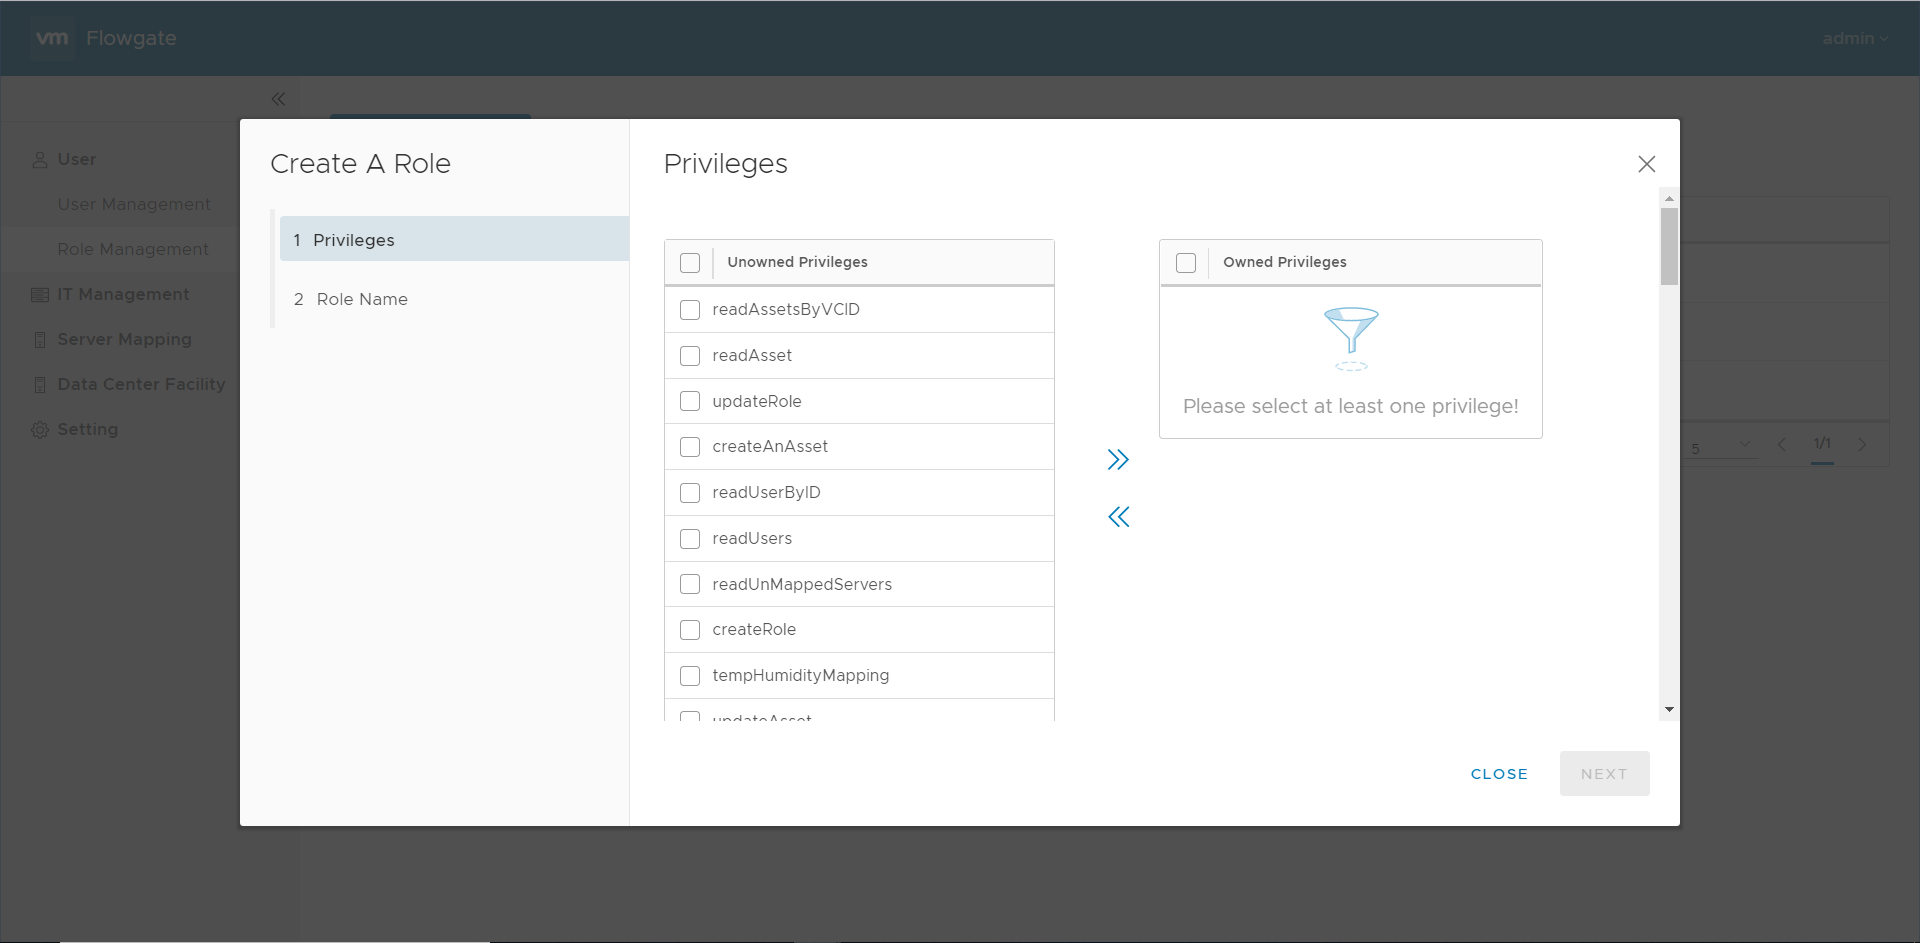 vm Flowgate
admin
User
User Management
Role Management
IT Management
Server Mapping
Data Center Facility
Setting
Create A Role
1 Privileges
2 Role Name
Privileges
Unowned Privileges
readAssetsByVCID
readAsset
updateRole
createAnAsset
readUserByID
readUsers
readUnMappedServers
createRole
tempHumidityMapping
updateAsset
Owned Privileges
Please select at least one privilege!
5
1/1
CLOSE
NEXT